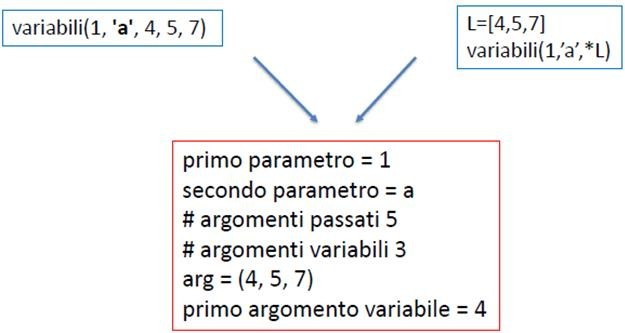 variabili(1, 'a', 4, 5, 7)
L=[4,5,7]
variabili(1,’a’,*L)
primo parametro = 1
secondo parametro = a
# argomenti passati 5
# argomenti variabili 3
arg = (4, 5, 7)
primo argomento variabile = 4